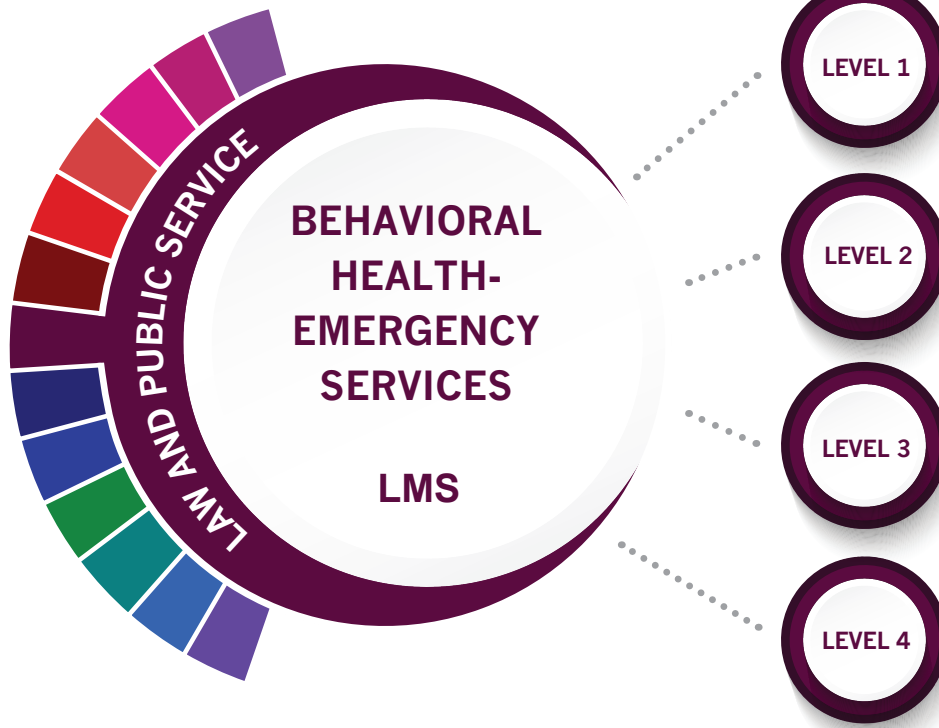 LAW AND PUBLIC SERVICE
BEHAVIORAL
HEALTH-
EMERGENCY
SERVICES
LMS
LEVEL 1
LEVEL 2
LEVEL 3
LEVEL 4